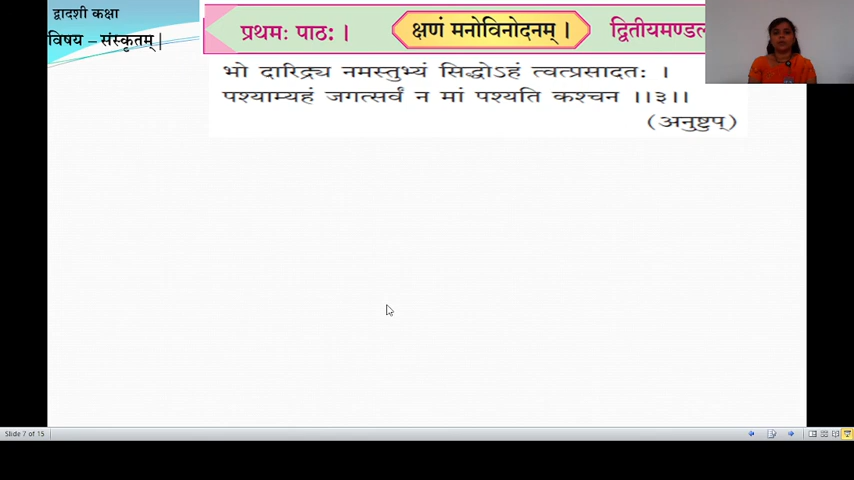 द्वादशी कक्षा
विषय – संस्कृतम् |
प्रथमः पाठः ।
क्षणं मनोविनोदनम् ।
द्वितीयमण्डल
भो दारिद्र्य नमस्तुभ्यं सिद्धोऽहं त्वत्प्रसादतः ।
पश्याम्यहं जगत्सर्वं न मां पश्यति कश्चन ।।३।।
(अनुष्टुप्)
Slide 7 of 15